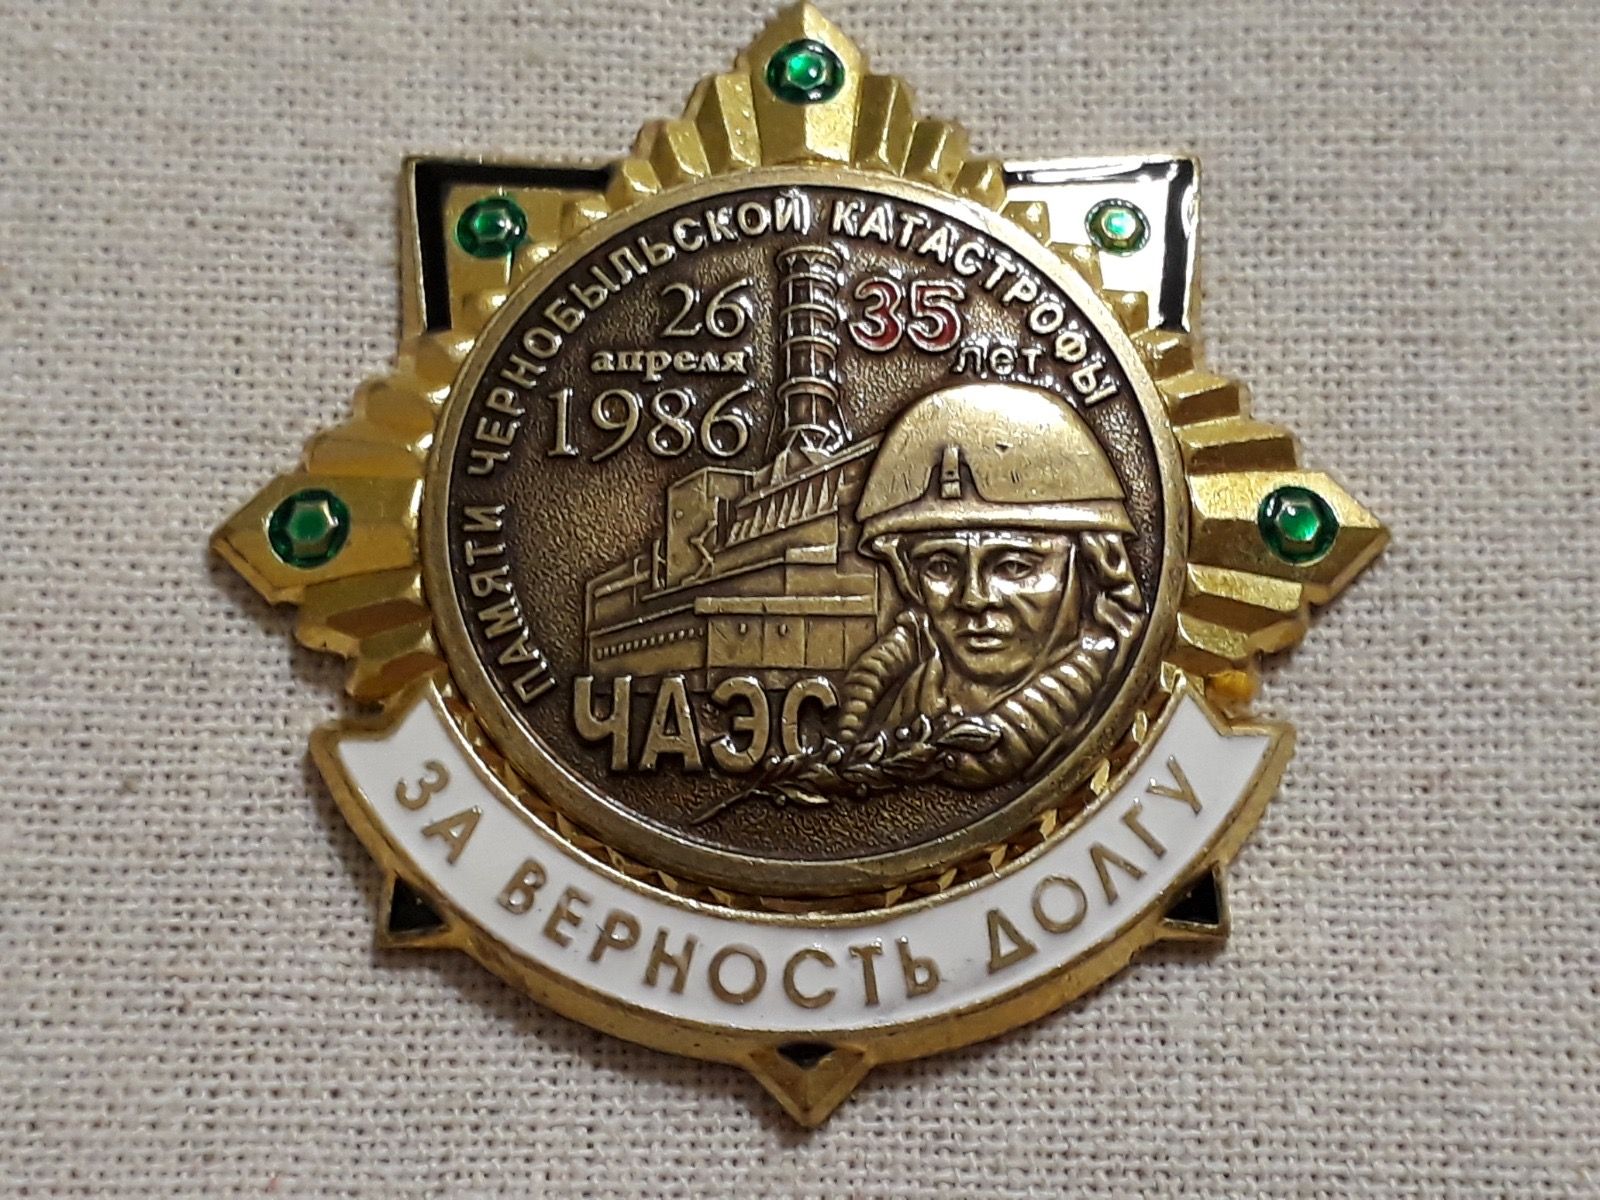 ПАМЯТИ ЧЕРНОБЫЛЬСКОЙ КАТАСТРОФЫ
26
апреля
1986
35
лет
ЧАЭС
ЗА ВЕРНОСТЬ ДОЛГУ